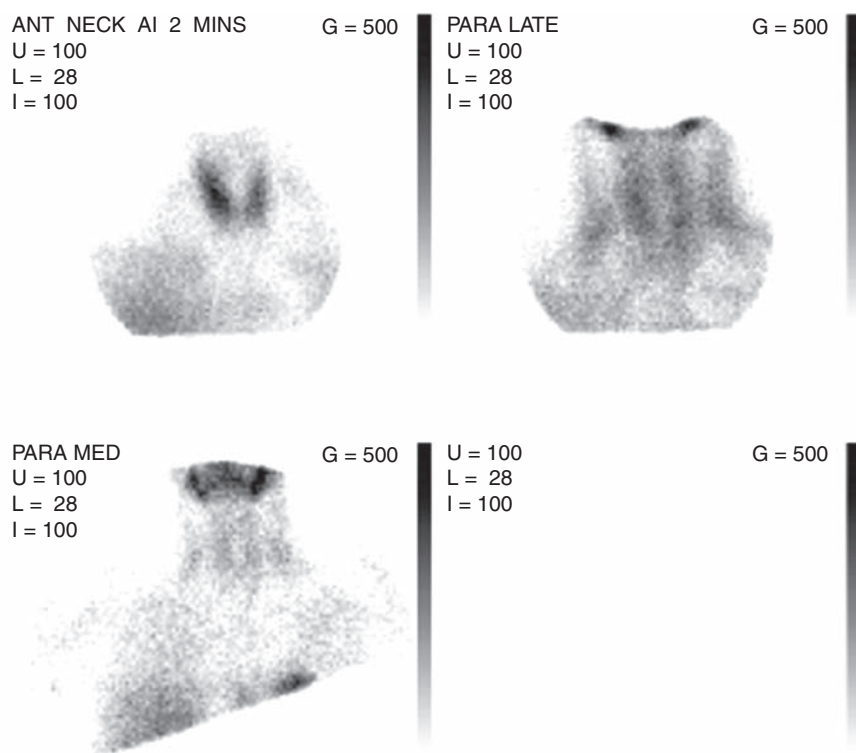 ANT NECK AI 2 MINS G = 500
U = 100
L = 28
I = 100
PARA LATE G = 500
U = 100
L = 28
I = 100
PARA MED G = 500
U = 100
L = 28
I = 100
U = 100 G = 500
L = 28
I = 100